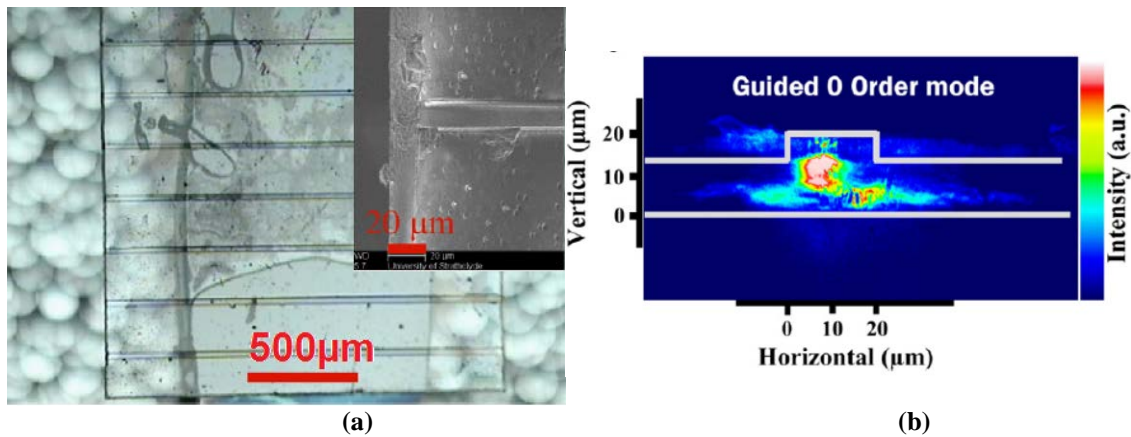 20 μm
WD
20 μm
University of Strathclyde
500μm
(a)
Guided 0 Order mode
Vertical (μm)
20
10
0
0 10 20
Horizontal (μm)
Intensity (a.u.)
(b)